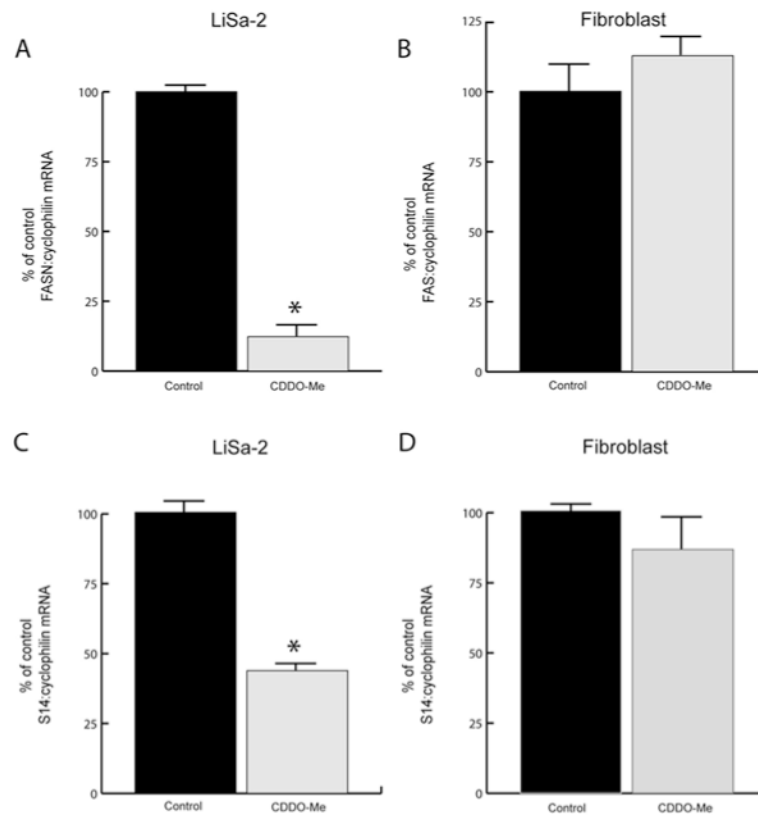 LiSa-2
A
% of control
FASN:cyclophilin mRNA
100
75
50
25
0
*
Control
CDDO-Me
Fibroblast
B
% of control
FAS:cyclophilin mRNA
125
100
75
50
25
0
Control
CDDO-Me
LiSa-2
C
% of control
S14:cyclophilin mRNA
100
75
50
25
0
*
Control
CDDO-Me
Fibroblast
D
% of control
S14:cyclophilin mRNA
100
75
50
25
0
Control
CDDO-Me